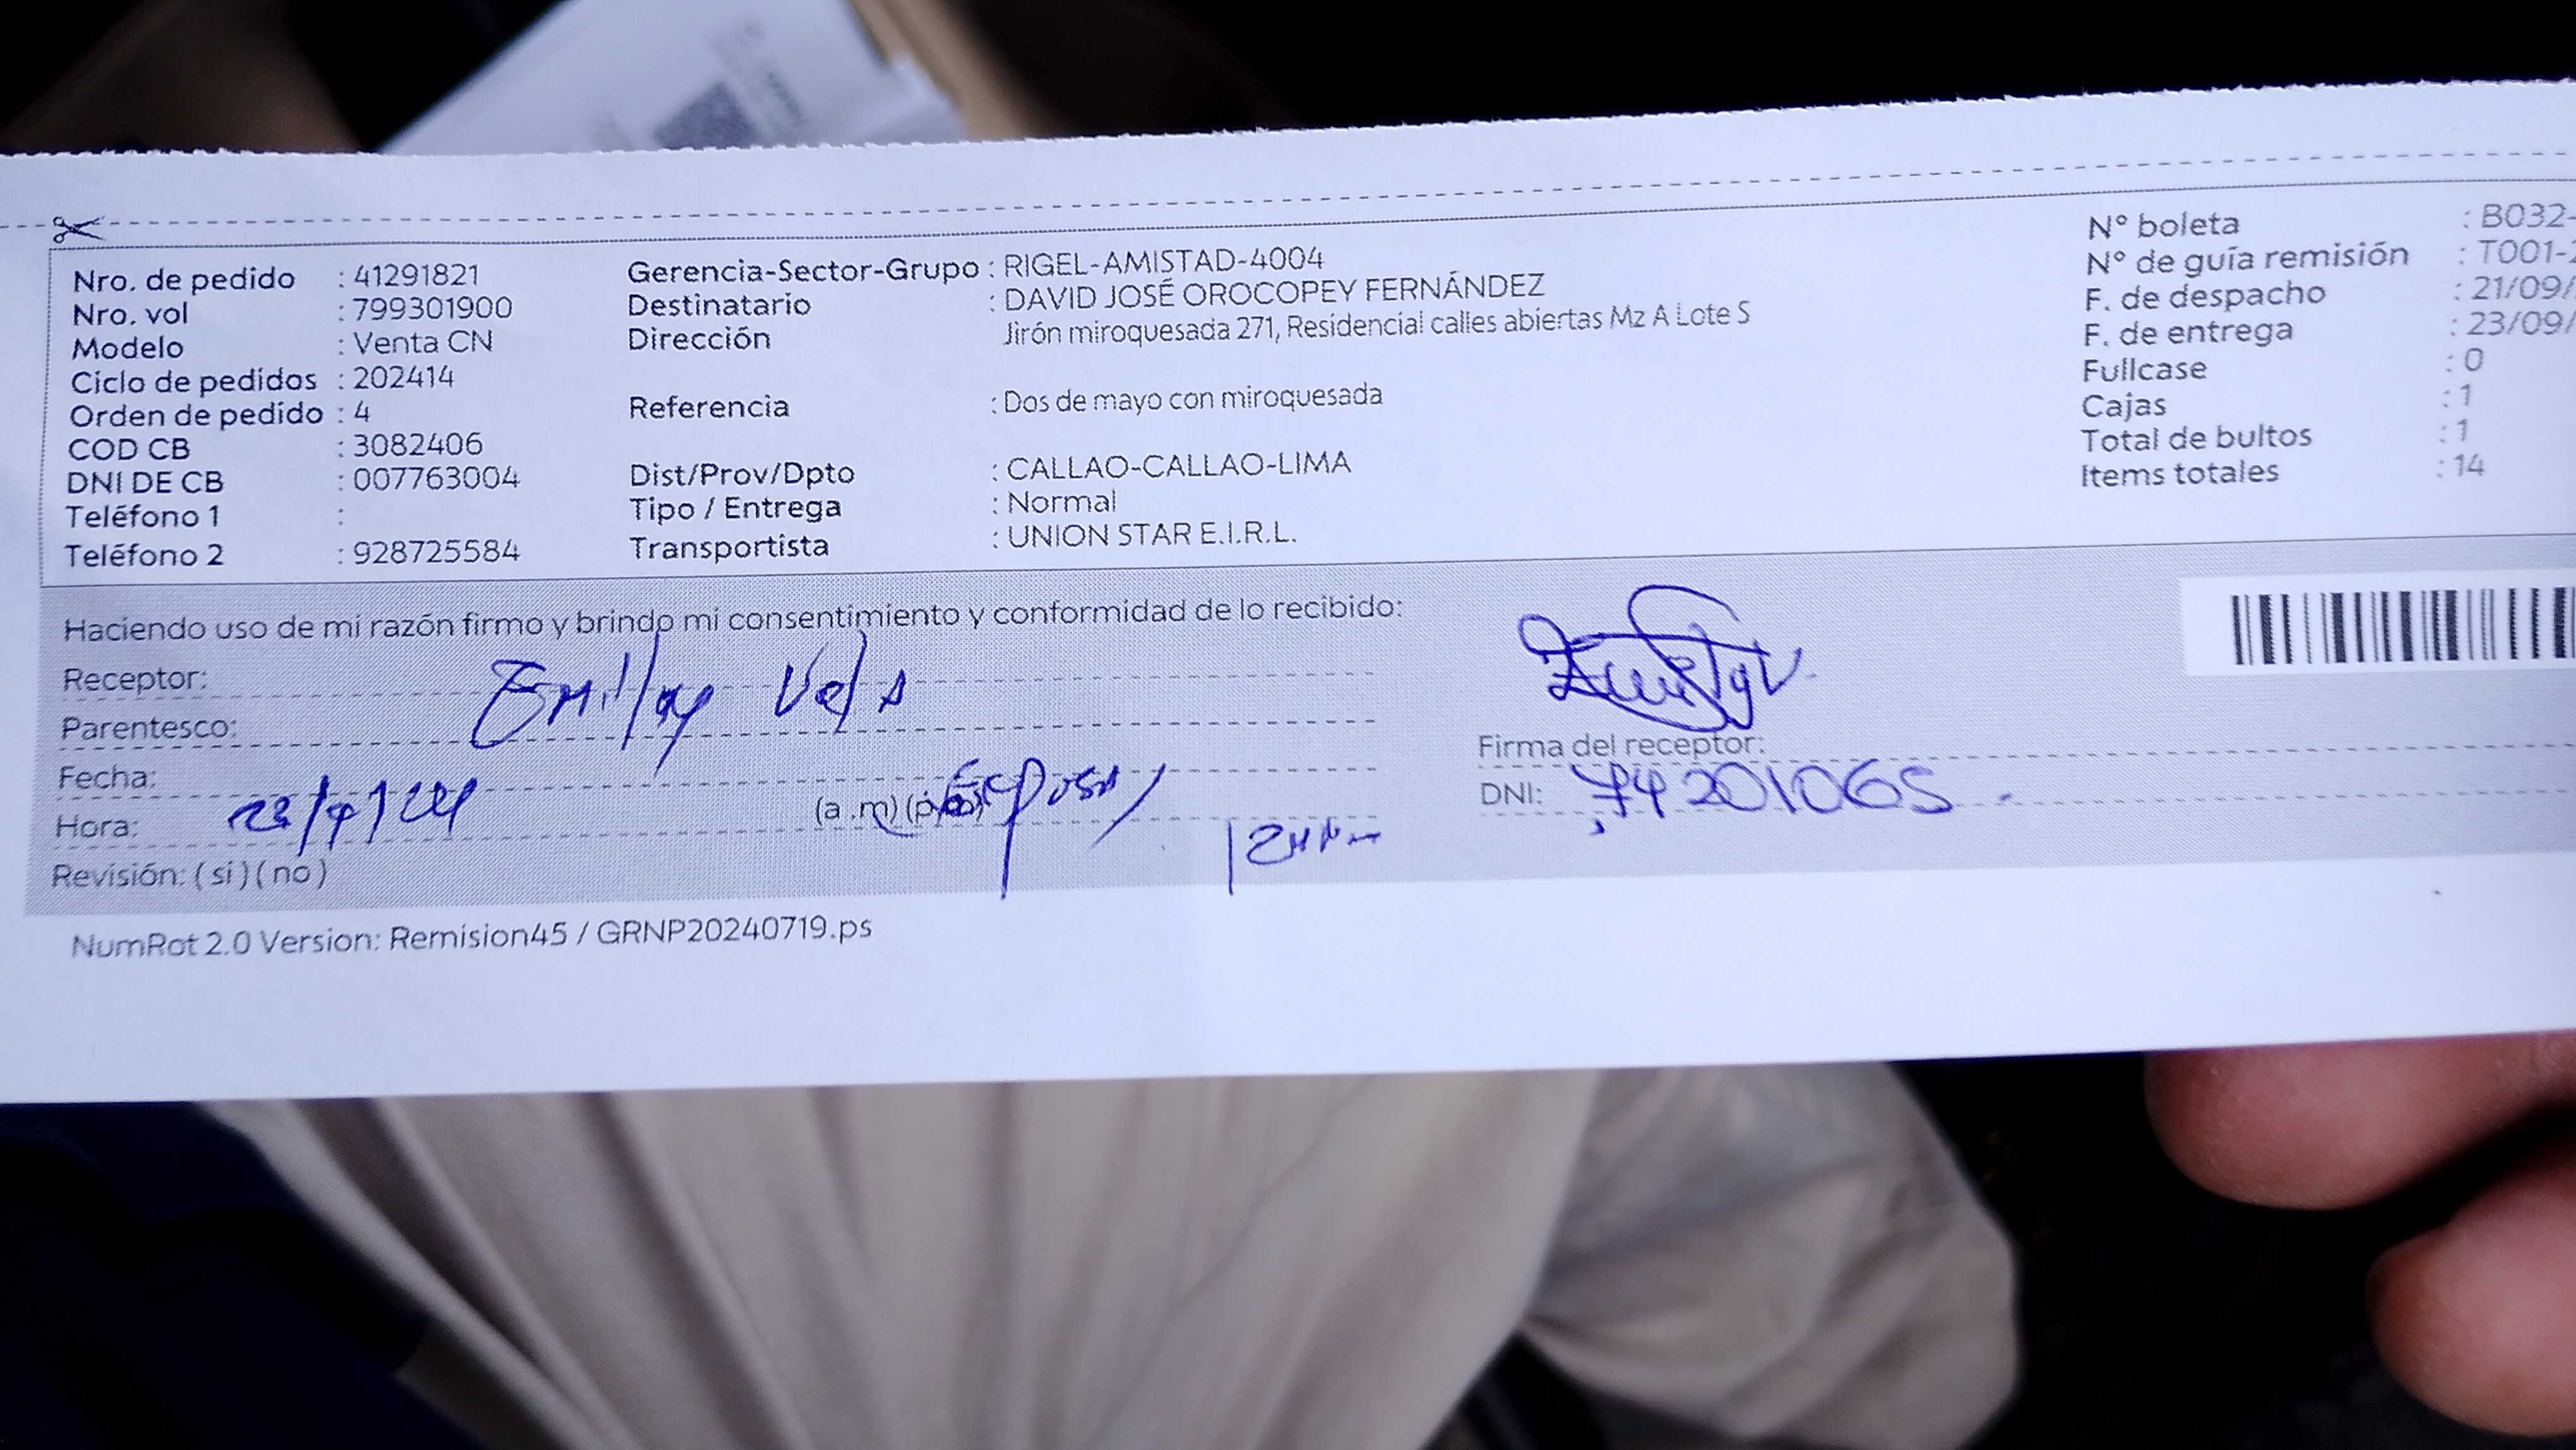 Nro. de pedido : 41291821
Nro. vol : 799301900
Modelo : Venta CN
Ciclo de pedidos : 202414
Orden de pedido : 4
COD CB : 3082406
DNI DE CB : 007763004
Teléfono 1 :
Teléfono 2 : 928725584
Gerencia-Sector-Grupo : RIGEL-AMISTAD-4004
Destinatario : DAVID JOSÉ OROCOPEY FERNÁNDEZ
Dirección Jirón miroquesada 271, Residencial calles abiertas Mz A Lote S
Referencia : Dos de mayo con miroquesada
Dist/Prov/Dpto : CALLAO-CALLAO-LIMA
Tipo / Entrega : Normal
Transportista : UNION STAR E.I.R.L.
N° boleta : B032-
N° de guía remisión : T001-
F. de despacho : 21/09/
F. de entrega : 23/09/
Fullcase : 0
Cajas : 1
Total de bultos : 1
Items totales : 14
Haciendo uso de mi razón firmo y brindo mi consentimiento y conformidad de lo recibido:
Receptor:
Parentesco: Esposa
Fecha: 23/9/24
Hora: (a.m) (p.m)
Revisión: (si) (no)
Firma del receptor:
DNI: 74201065
NumRot 2.0 Version: Remision45 / GRNP20240719.ps